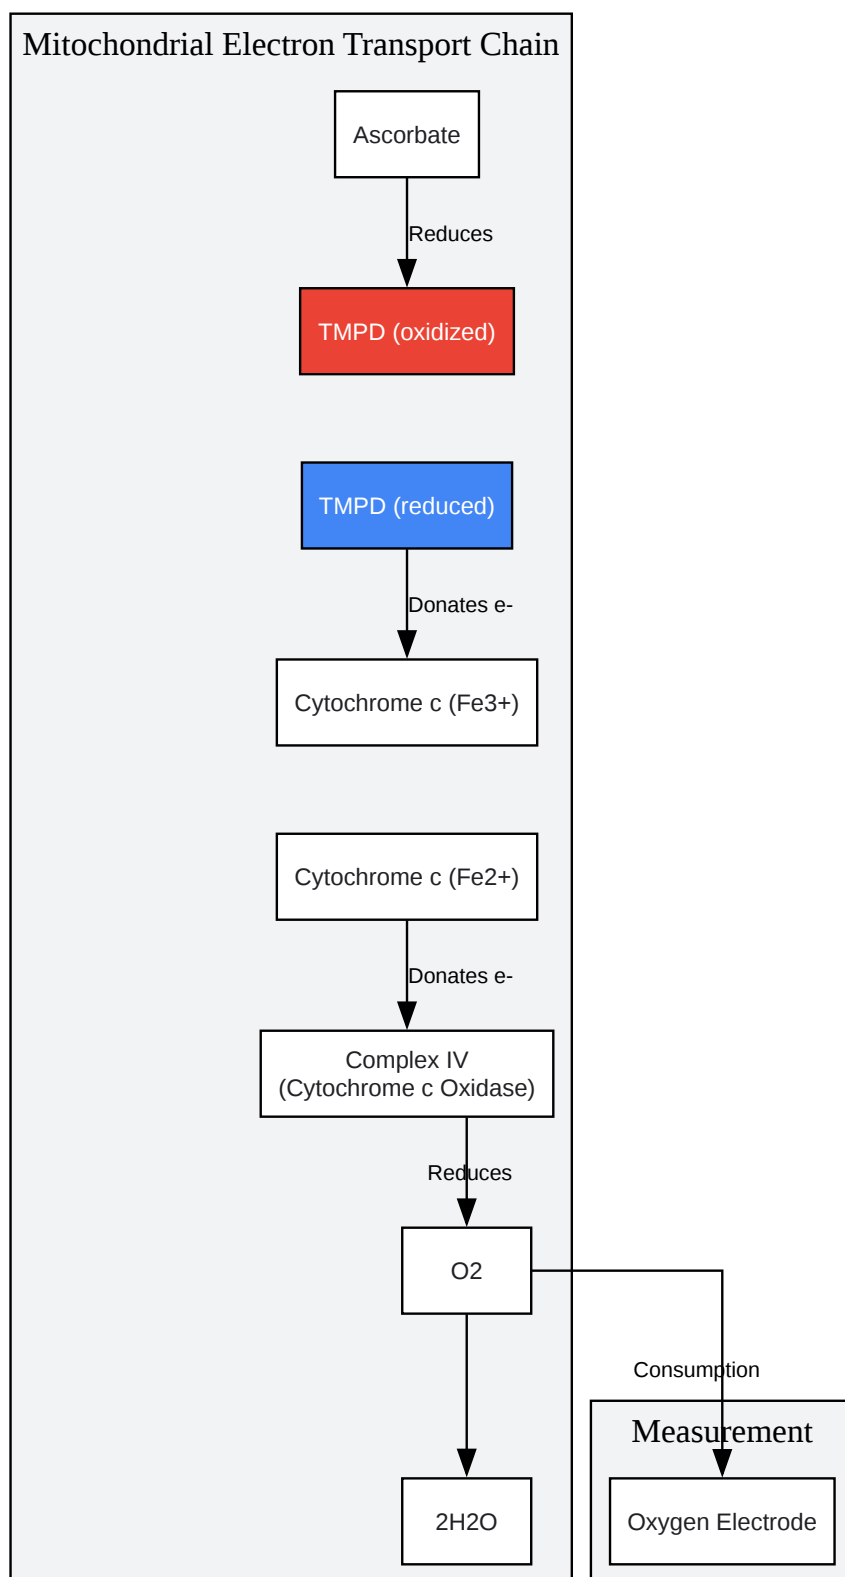 Mitochondrial Electron Transport Chain
Ascorbate
Reduces
TMPD (oxidized)
TMPD (reduced)
Donates e-
Cytochrome c (Fe3+)
Cytochrome c (Fe2+)
Donates e-
Complex IV
(Cytochrome c Oxidase)
Reduces
O2
Consumption
Measurement
2H2O
Oxygen Electrode